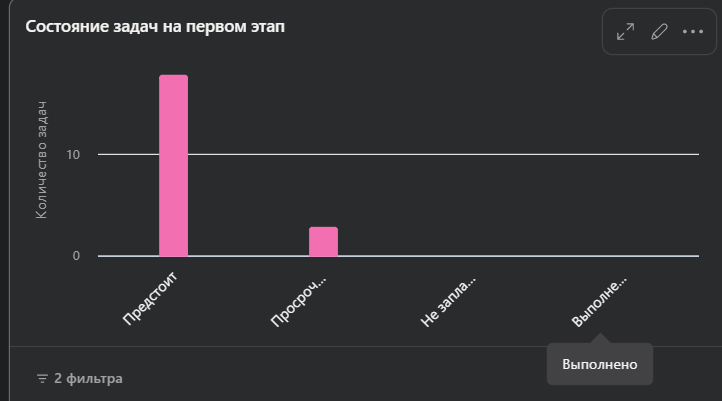 Состояние задач на первом этап
Количество задач
10
0
Предстоит
Просроч...
Не запла...
Выполне...
Выполнено
2 фильтра